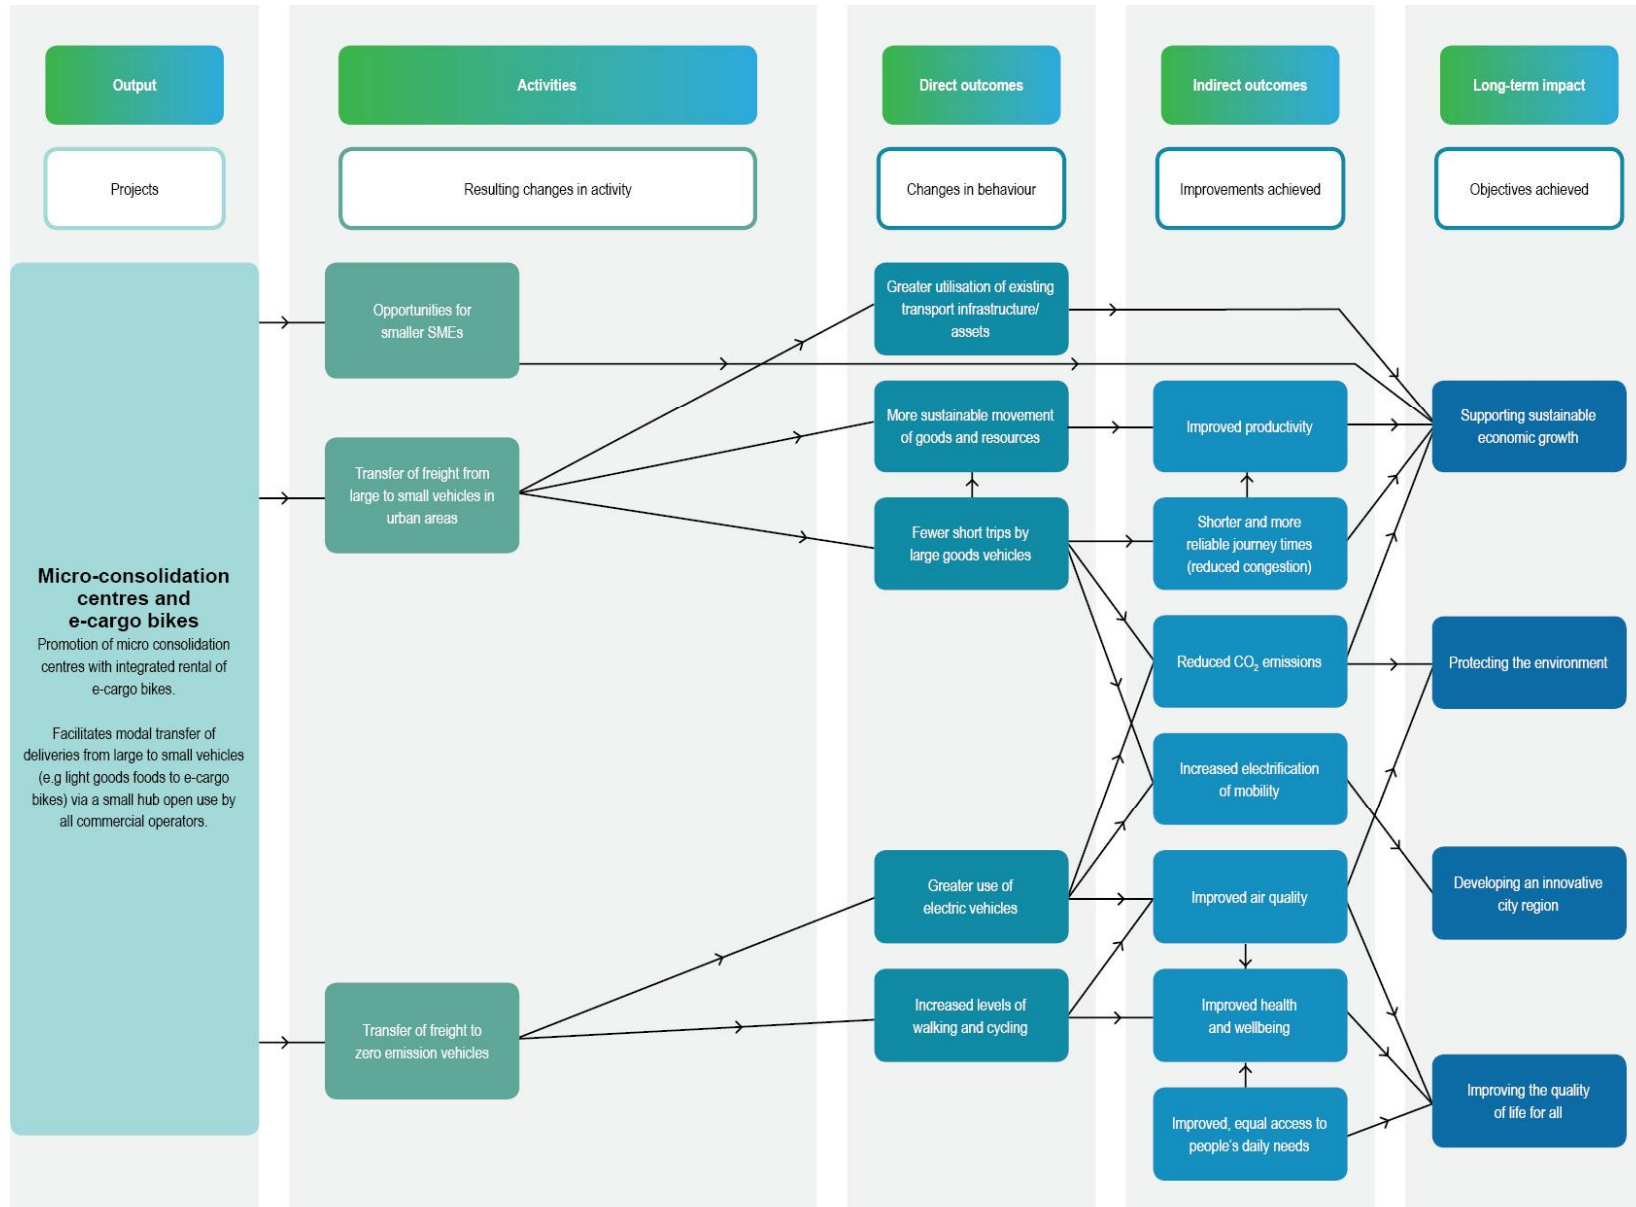 Output
Activities
Direct outcomes
Indirect outcomes
Long-term impact
Projects
Resulting changes in activity
Changes in behaviour
Improvements achieved
Objectives achieved
Micro-consolidation
centres and
e-cargo bikes
Promotion of micro consolidation
centres with integrated rental of
e-cargo bikes.
Facilitates modal transfer of
deliveries from large to small vehicles
(e.g light goods foods to e-cargo
bikes) via a small hub open use by
all commercial operators.
Opportunities for
smaller SMEs
Transfer of freight from
large to small vehicles in
urban areas
Transfer of freight to
zero emission vehicles
Greater utilisation of existing
transport infrastructure/
assets
More sustainable movement
of goods and resources
Fewer short trips by
large goods vehicles
Greater use of
electric vehicles
Increased levels of
walking and cycling
Improved productivity
Shorter and more
reliable journey times
(reduced congestion)
Reduced CO₂ emissions
Increased electrification
of mobility
Improved air quality
Improved health
and wellbeing
Improved, equal access to
people's daily needs
Supporting sustainable
economic growth
Protecting the environment
Developing an innovative
city region
Improving the quality
of life for all